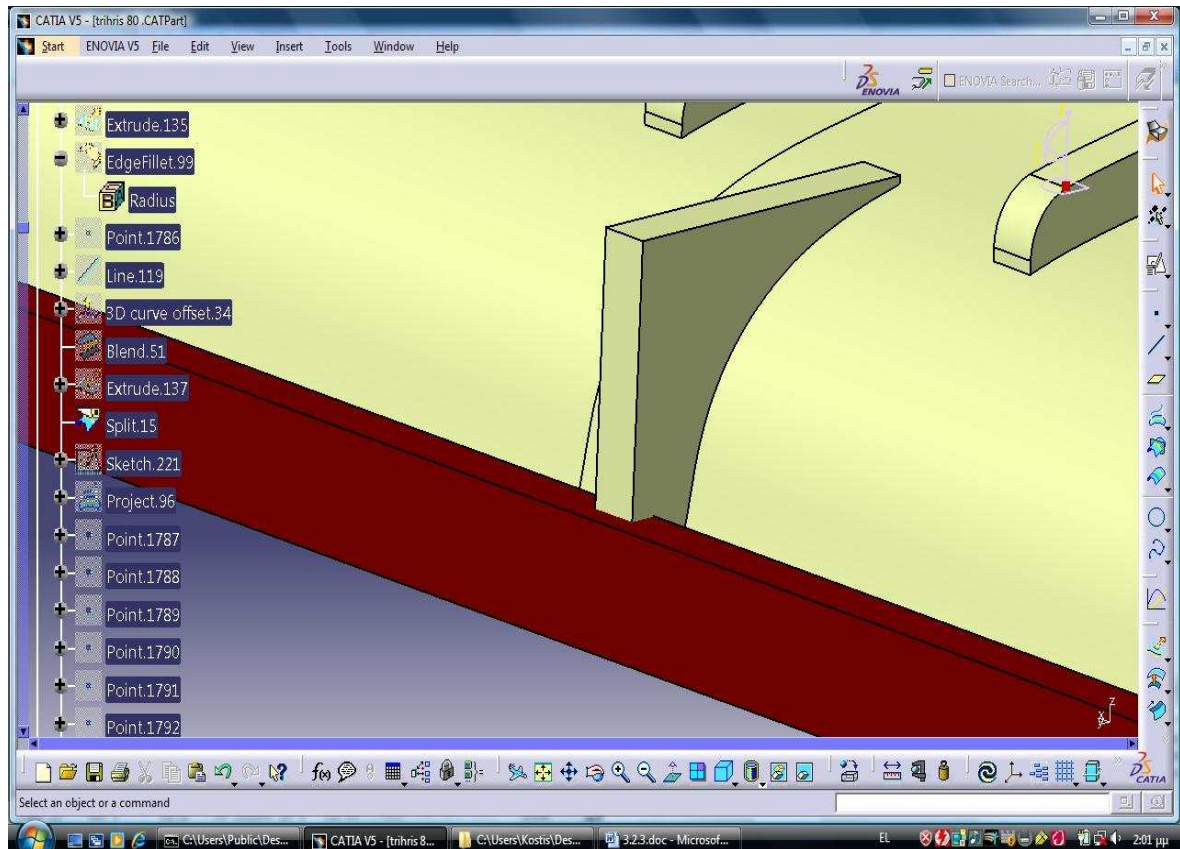 CATIA V5 - [trihris 80 .CATPart]
Start ENOVIA V5 File Edit View Insert Tools Window Help
ENOVIA
ENOVIA Search...
Extrude.135
EdgeFillet.99
Radius
Point.1786
Line.119
3D curve offset.34
Blend.51
Extrude.137
Split.15
Sketch.221
Project.96
Point.1787
Point.1788
Point.1789
Point.1790
Point.1791
Point.1792
z
f(x)
CATIA
Select an object or a command
C:\Users\Public\Des... CATIA V5 - [trihris 8... C:\Users\Kostis\Des... 3.2.3.doc - Microsof... EL 2:01 μμ